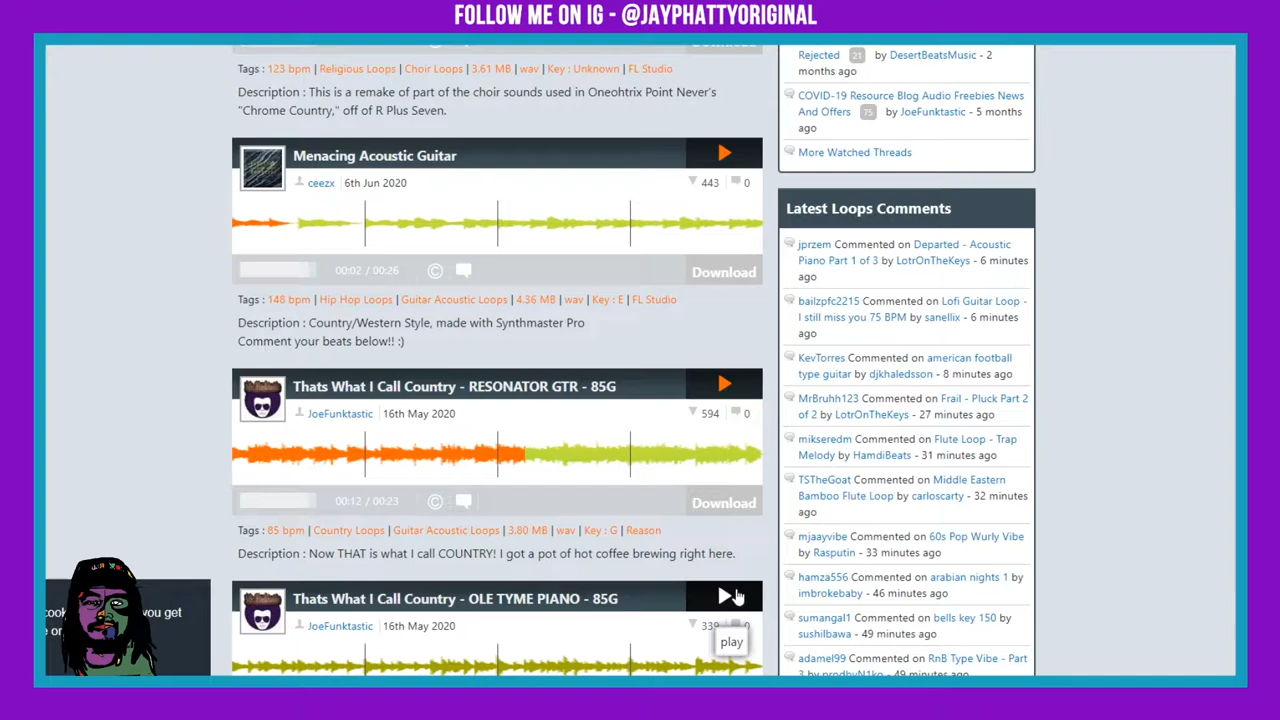 FOLLOW ME ON IG - @JAYPHATTYORIGINAL
Tags : 123 bpm | Religious Loops | Choir Loops | 3.61 MB | wav | Key : Unknown | FL Studio
Description : This is a remake of part of the choir sounds used in Oneohtrix Point Never's
"Chrome Country," off of R Plus Seven.
Menacing Acoustic Guitar
ceezx 6th Jun 2020 443 0
00:02 / 00:26 Download
Tags : 148 bpm | Hip Hop Loops | Guitar Acoustic Loops | 4.36 MB | wav | Key : E | FL Studio
Description : Country/Western Style, made with Synthmaster Pro
Comment your beats below!! :)
Thats What I Call Country - RESONATOR GTR - 85G
JoeFunktastic 16th May 2020 594 0
00:12 / 00:23 Download
Tags : 85 bpm | Country Loops | Guitar Acoustic Loops | 3.80 MB | wav | Key : G | Reason
Description : Now THAT is what I call COUNTRY! I got a pot of hot coffee brewing right here.
Thats What I Call Country - OLE TYME PIANO - 85G
JoeFunktastic 16th May 2020
play
Rejected 21 by DesertBeatsMusic - 2
months ago
COVID-19 Resource Blog Audio Freebies News
And Offers 75 by JoeFunktastic - 5 months
ago
More Watched Threads
Latest Loops Comments
jprzem Commented on Departed - Acoustic
Piano Part 1 of 3 by LotrOnTheKeys - 6 minutes
ago
bailzpfc2215 Commented on Lofi Guitar Loop -
I still miss you 75 BPM by sanellix - 6 minutes
ago
KevTorres Commented on american football
type guitar by djkhaledsson - 8 minutes ago
MrBruhh123 Commented on Frail - Pluck Part 2
of 2 by LotrOnTheKeys - 27 minutes ago
mikseredm Commented on Flute Loop - Trap
Melody by HamdiBeats - 31 minutes ago
TSTheGoat Commented on Middle Eastern
Bamboo Flute Loop by carloscarty - 32 minutes
ago
mjaayvibe Commented on 60s Pop Wurly Vibe
by Rasputin - 33 minutes ago
hamza556 Commented on arabian nights 1 by
imbrokebaby - 46 minutes ago
sumangal1 Commented on bells key 150 by
sushilbawa - 49 minutes ago
adamel99 Commented on RnB Type Vibe - Part
you get